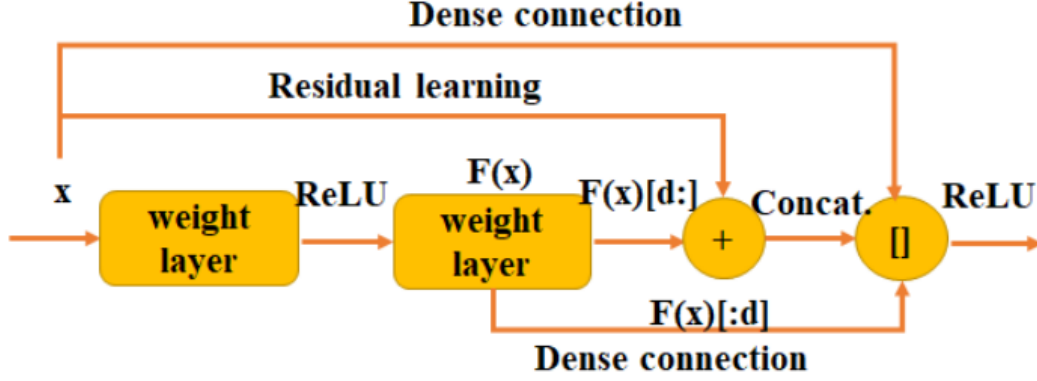 Dense connection
Residual learning
x
weight
layer
ReLU
F(x)
weight
layer
F(x)[d:]
+
Concat.
[]
ReLU
F(x)[:d]
Dense connection